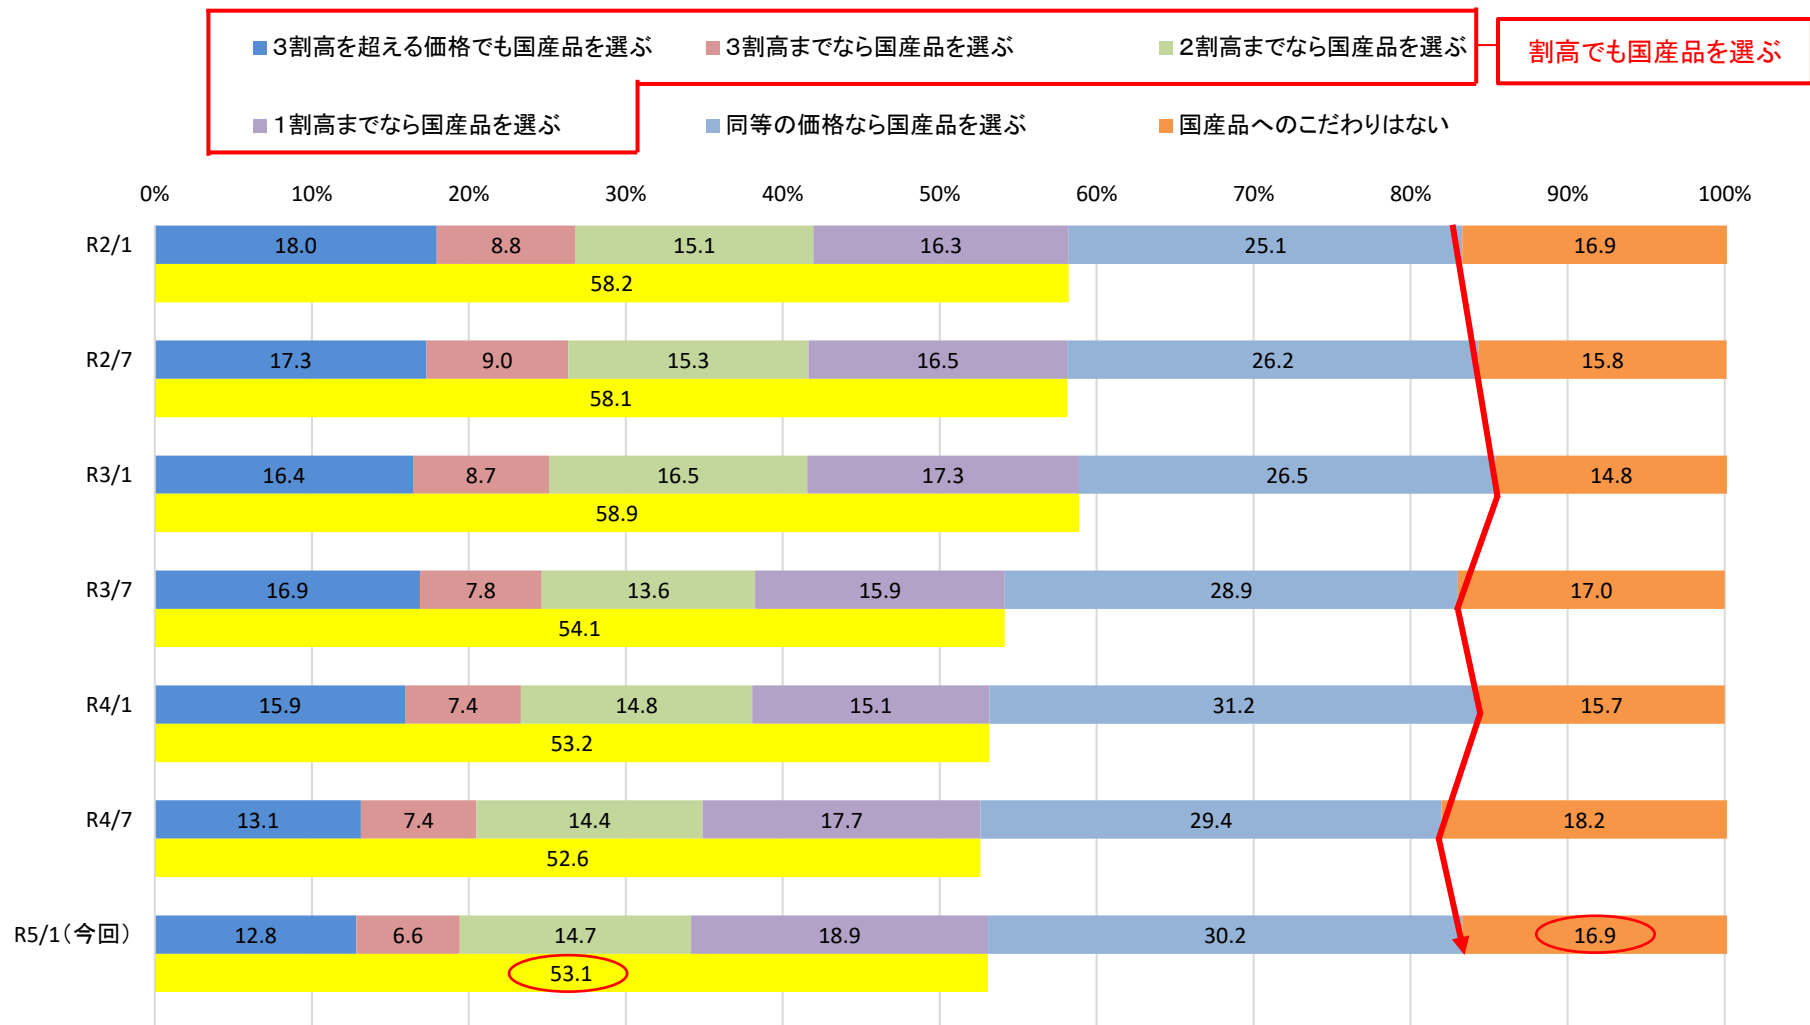 ■３割高を超える価格でも国産品を選ぶ ■３割高までなら国産品を選ぶ ■２割高までなら国産品を選ぶ
割高でも国産品を選ぶ
■１割高までなら国産品を選ぶ ■同等の価格なら国産品を選ぶ ■国産品へのこだわりはない
0% 10% 20% 30% 40% 50% 60% 70% 80% 90% 100%
R2/1 18.0 8.8 15.1 16.3 25.1 16.9
58.2
R2/7 17.3 9.0 15.3 16.5 26.2 15.8
58.1
R3/1 16.4 8.7 16.5 17.3 26.5 14.8
58.9
R3/7 16.9 7.8 13.6 15.9 28.9 17.0
54.1
R4/1 15.9 7.4 14.8 15.1 31.2 15.7
53.2
R4/7 13.1 7.4 14.4 17.7 29.4 18.2
52.6
R5/1（今回） 12.8 6.6 14.7 18.9 30.2 16.9
53.1